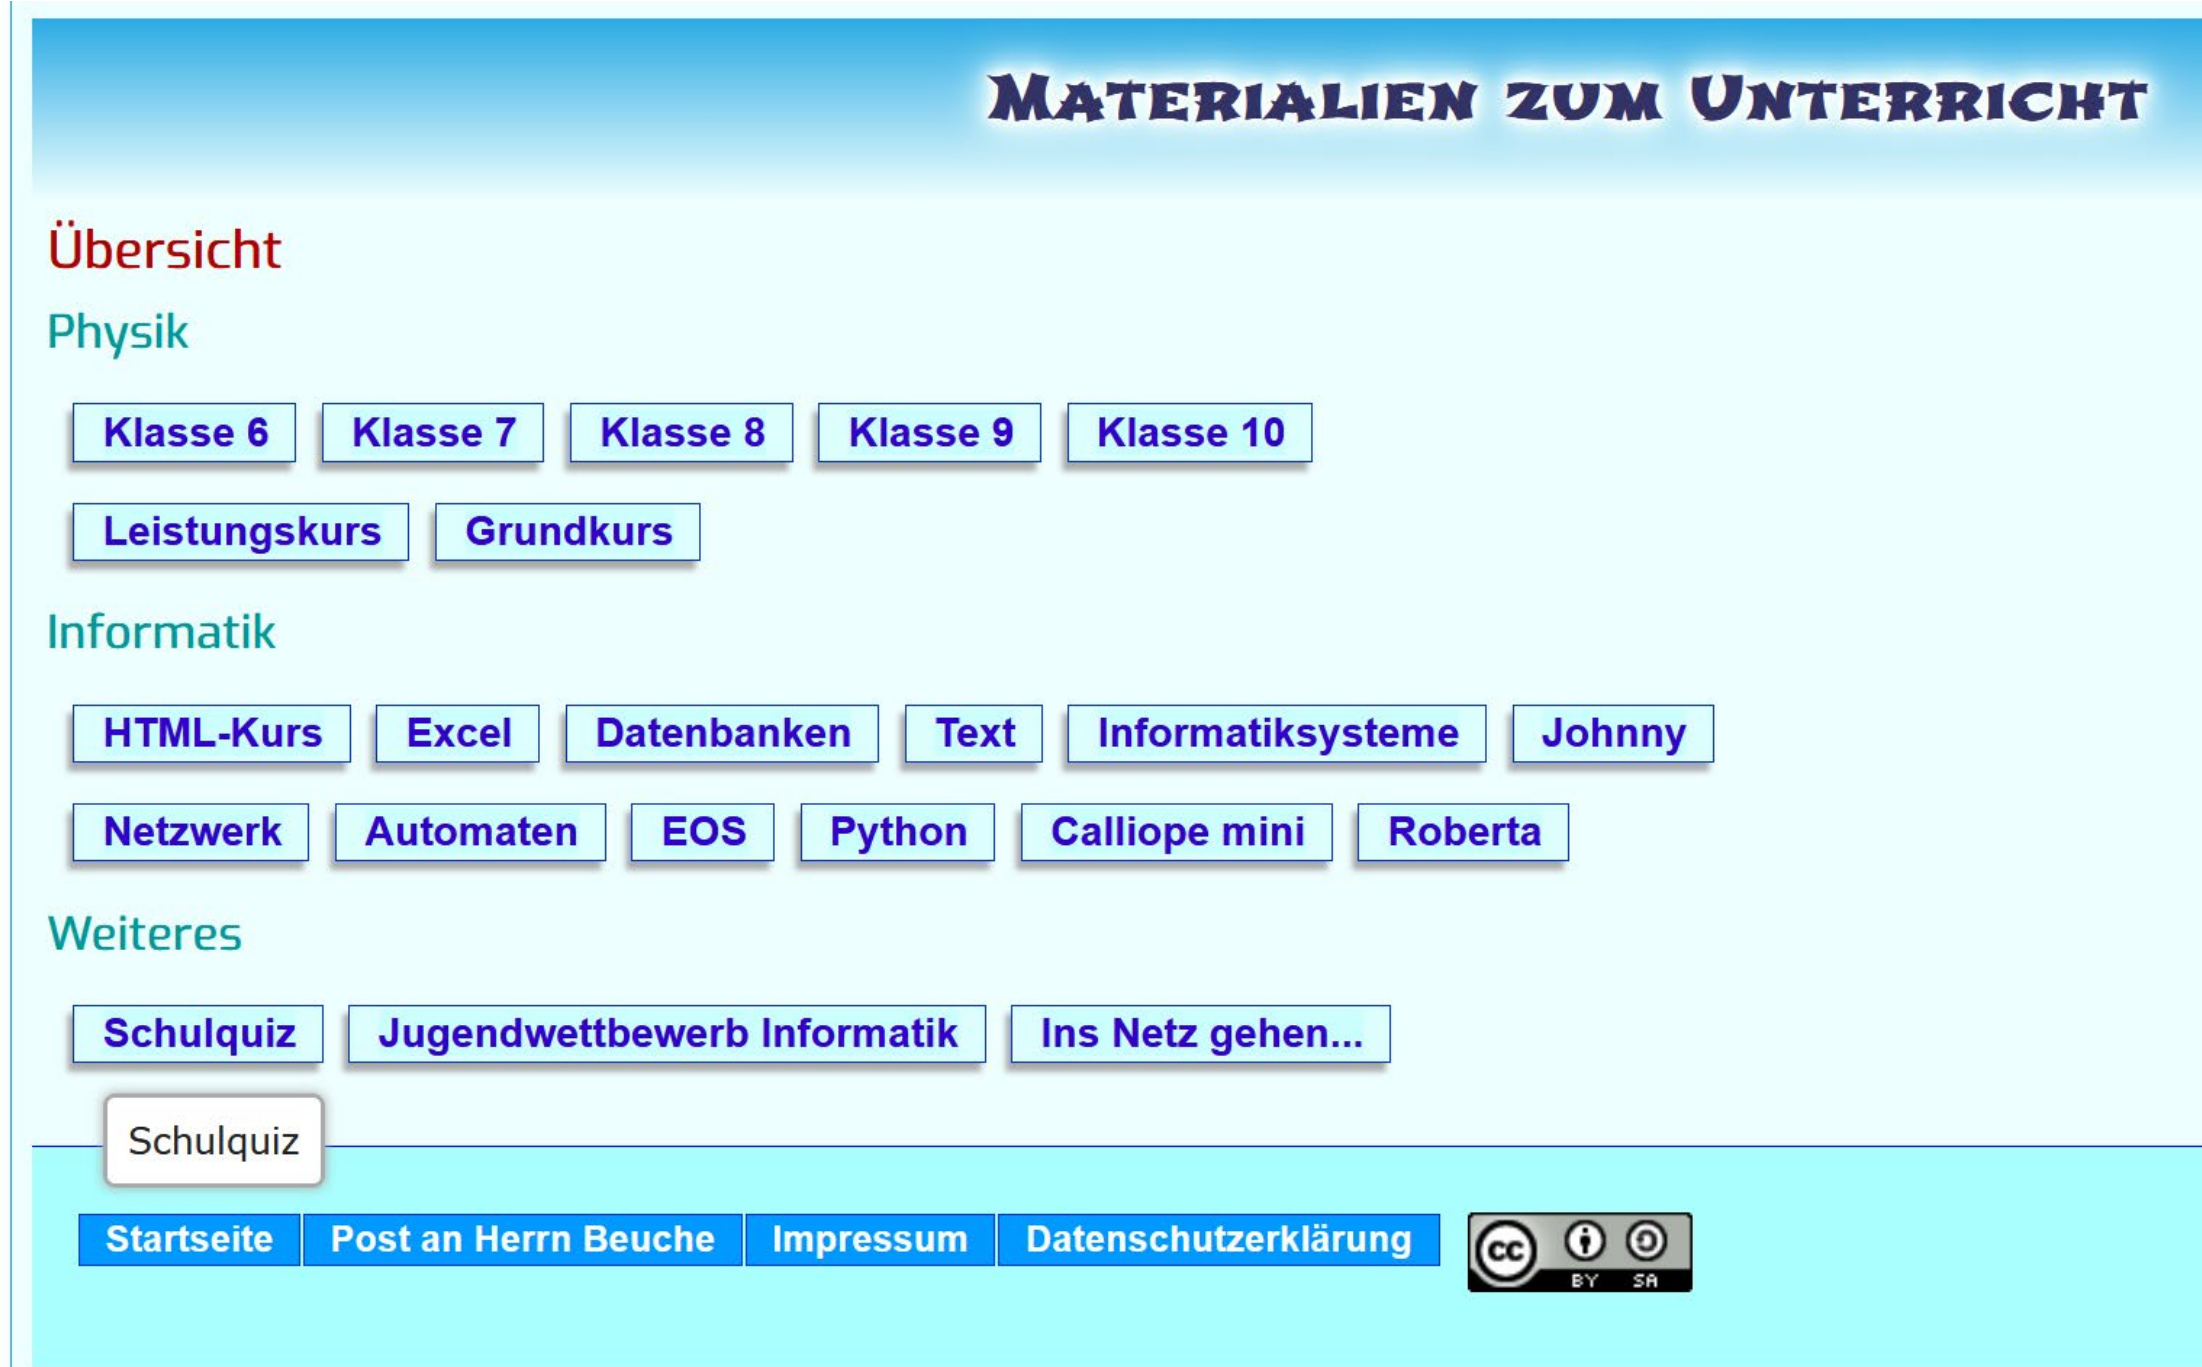 Materialien zum Unterricht
Übersicht
Physik
Klasse 6 Klasse 7 Klasse 8 Klasse 9 Klasse 10
Leistungskurs Grundkurs
Informatik
HTML-Kurs Excel Datenbanken Text Informatiksysteme Johnny
Netzwerk Automaten EOS Python Calliope mini Roberta
Weiteres
Schulquiz Jugendwettbewerb Informatik Ins Netz gehen...
Schulquiz
Startseite Post an Herrn Beuche Impressum Datenschutzerklärung cc BY SA